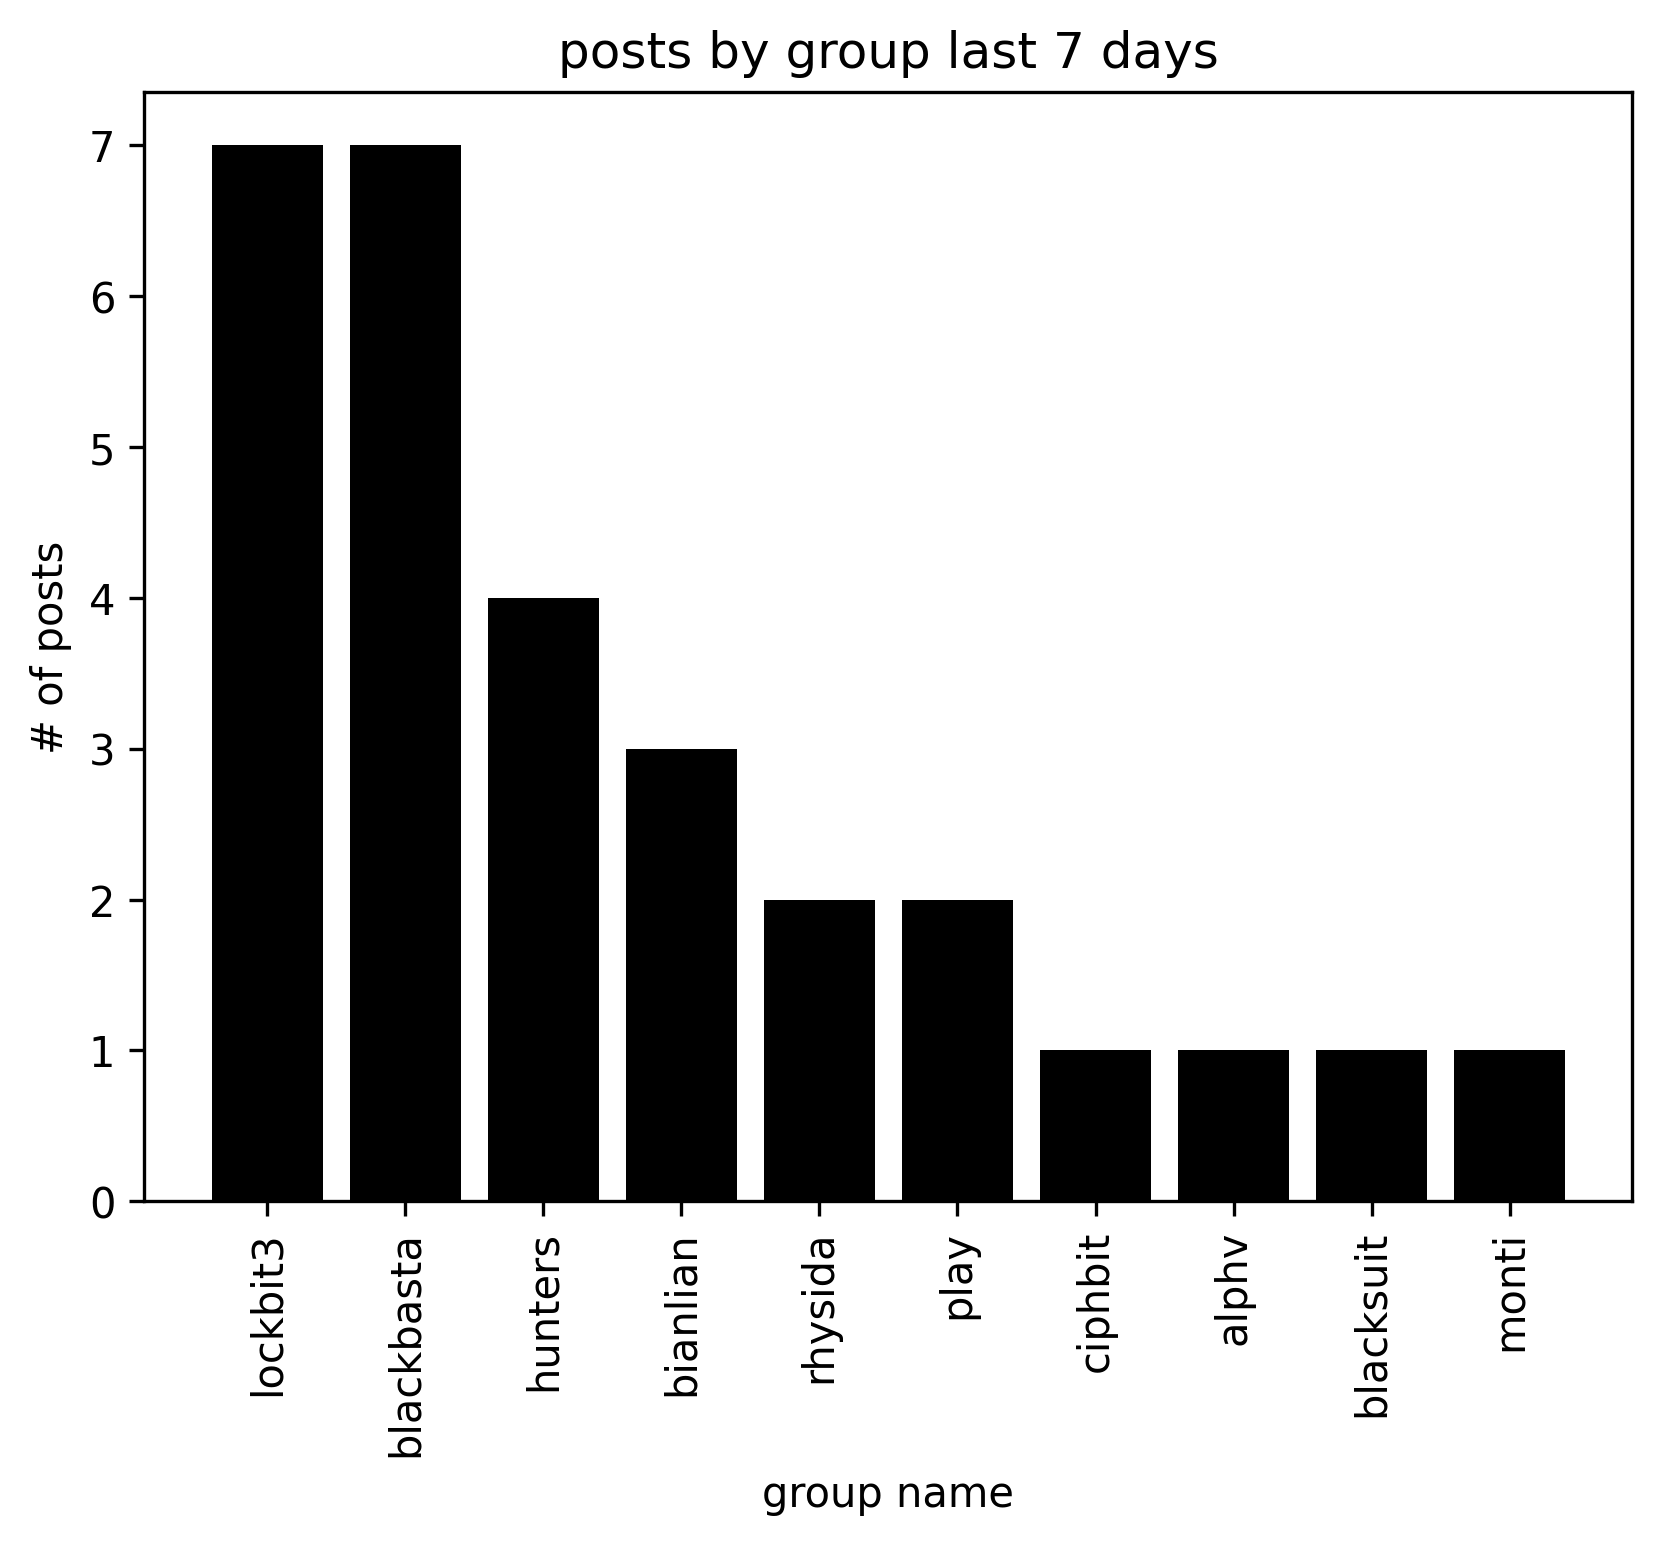 posts by group last 7 days
# of posts
7
6
5
4
3
2
1
0
lockbit3
blackbasta
hunters
bianlian
rhysida
play
ciphbit
alphv
blacksuit
monti
group name